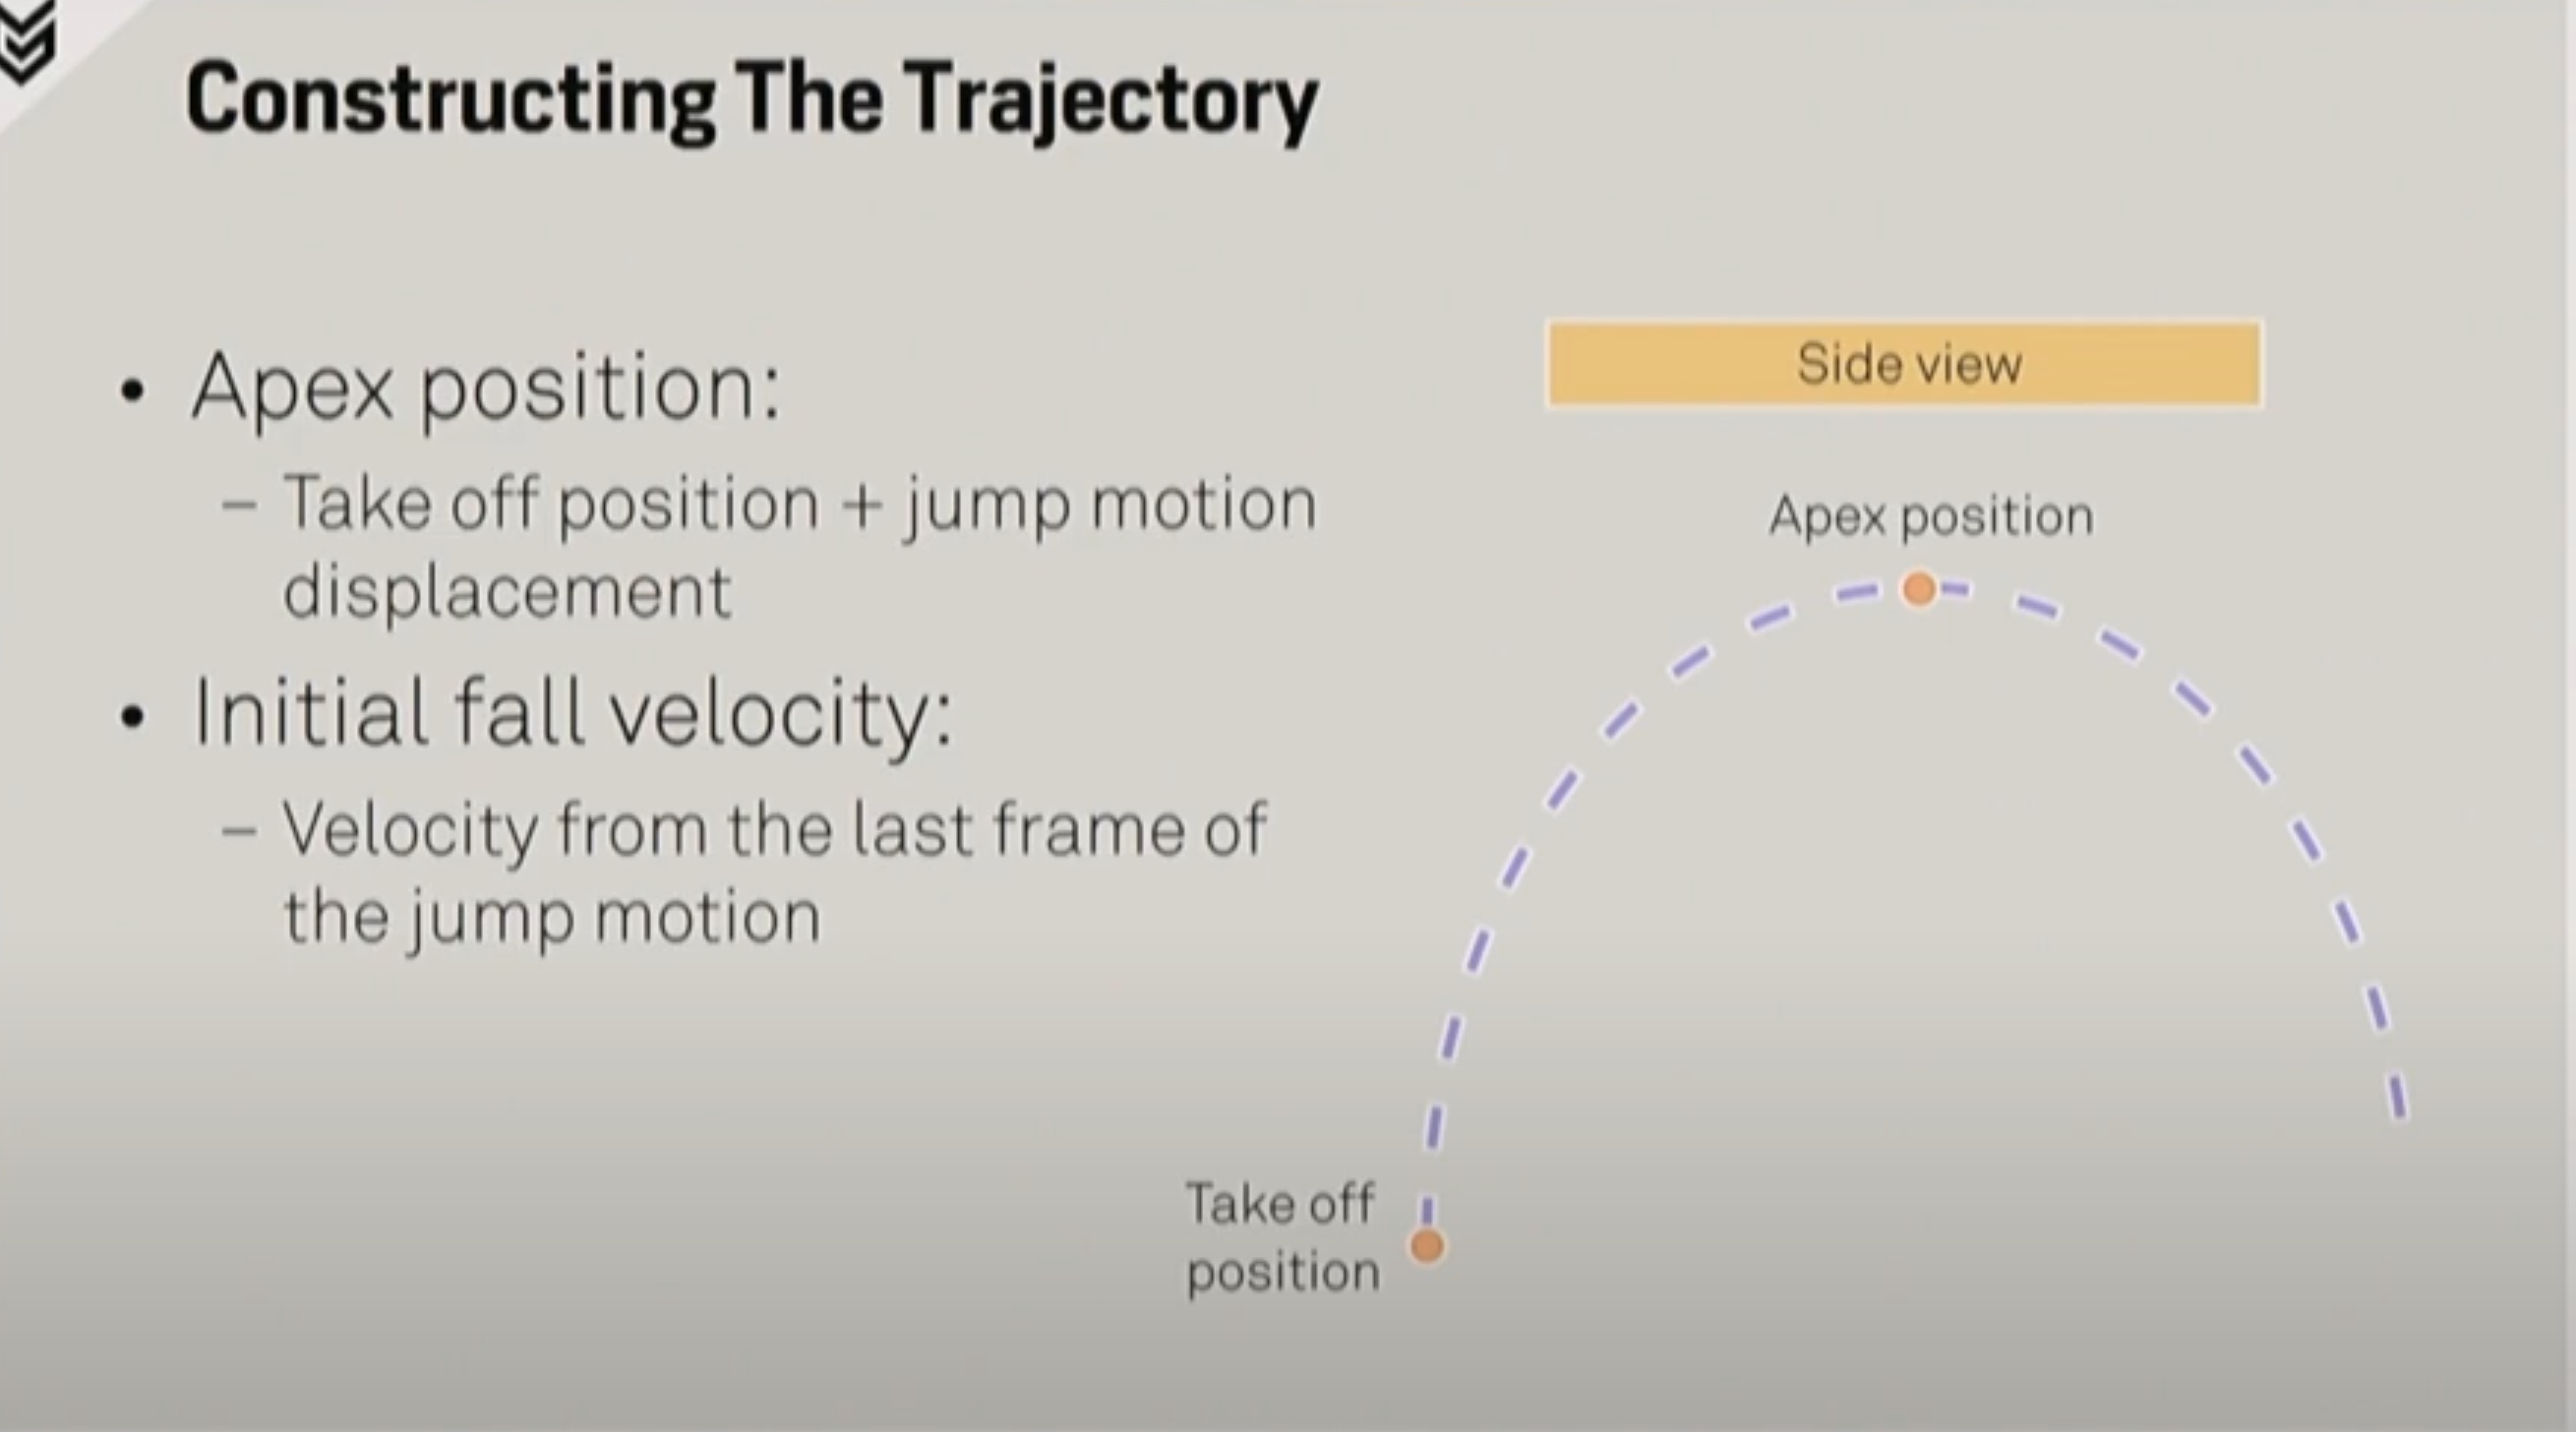 Constructing The Trajectory
• Apex position:
– Take off position + jump motion
displacement
• Initial fall velocity:
– Velocity from the last frame of
the jump motion
Side view
Apex position
Take off
position